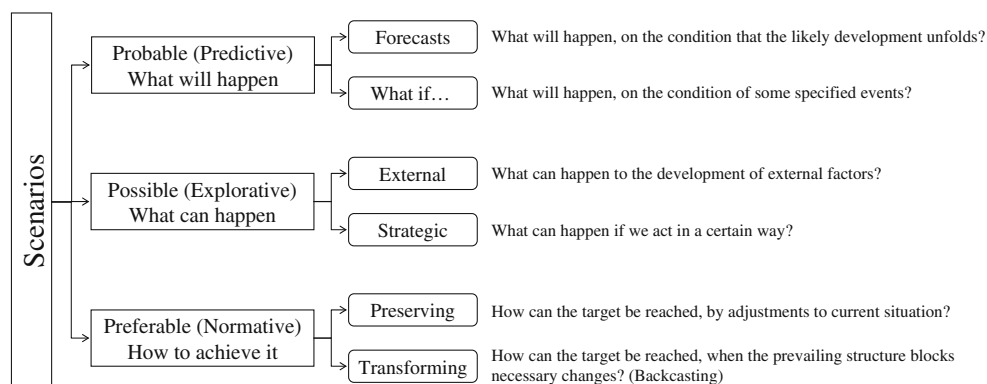 Scenarios
Probable (Predictive)
What will happen
Forecasts
What will happen, on the condition that the likely development unfolds?
What if…
What will happen, on the condition of some specified events?
Possible (Explorative)
What can happen
External
What can happen to the development of external factors?
Strategic
What can happen if we act in a certain way?
Preferable (Normative)
How to achieve it
Preserving
How can the target be reached, by adjustments to current situation?
Transforming
How can the target be reached, when the prevailing structure blocks
necessary changes? (Backcasting)